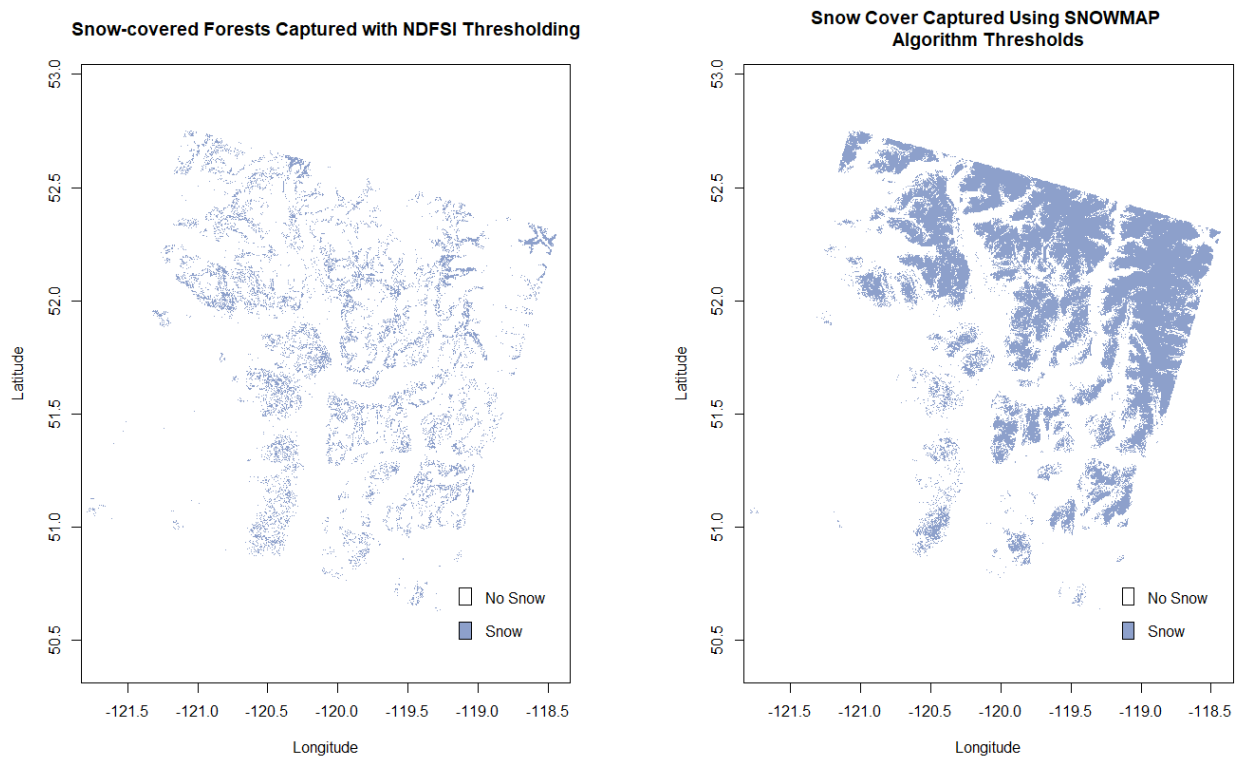 Snow-covered Forests Captured with NDFSI Thresholding
53.0
52.5
52.0
51.5
51.0
50.5
Latitude
No Snow
Snow
-121.5 -121.0 -120.5 -120.0 -119.5 -119.0 -118.5
Longitude
Snow Cover Captured Using SNOWMAP
Algorithm Thresholds
53.0
52.5
52.0
51.5
51.0
50.5
Latitude
No Snow
Snow
-121.5 -121.0 -120.5 -120.0 -119.5 -119.0 -118.5
Longitude